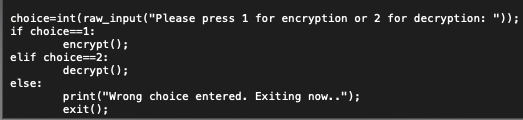 choice=int(raw_input("Please press 1 for encryption or 2 for decryption: "));
if choice==1:
        encrypt();
elif choice==2:
        decrypt();
else:
        print("Wrong choice entered. Exiting now..");
        exit();